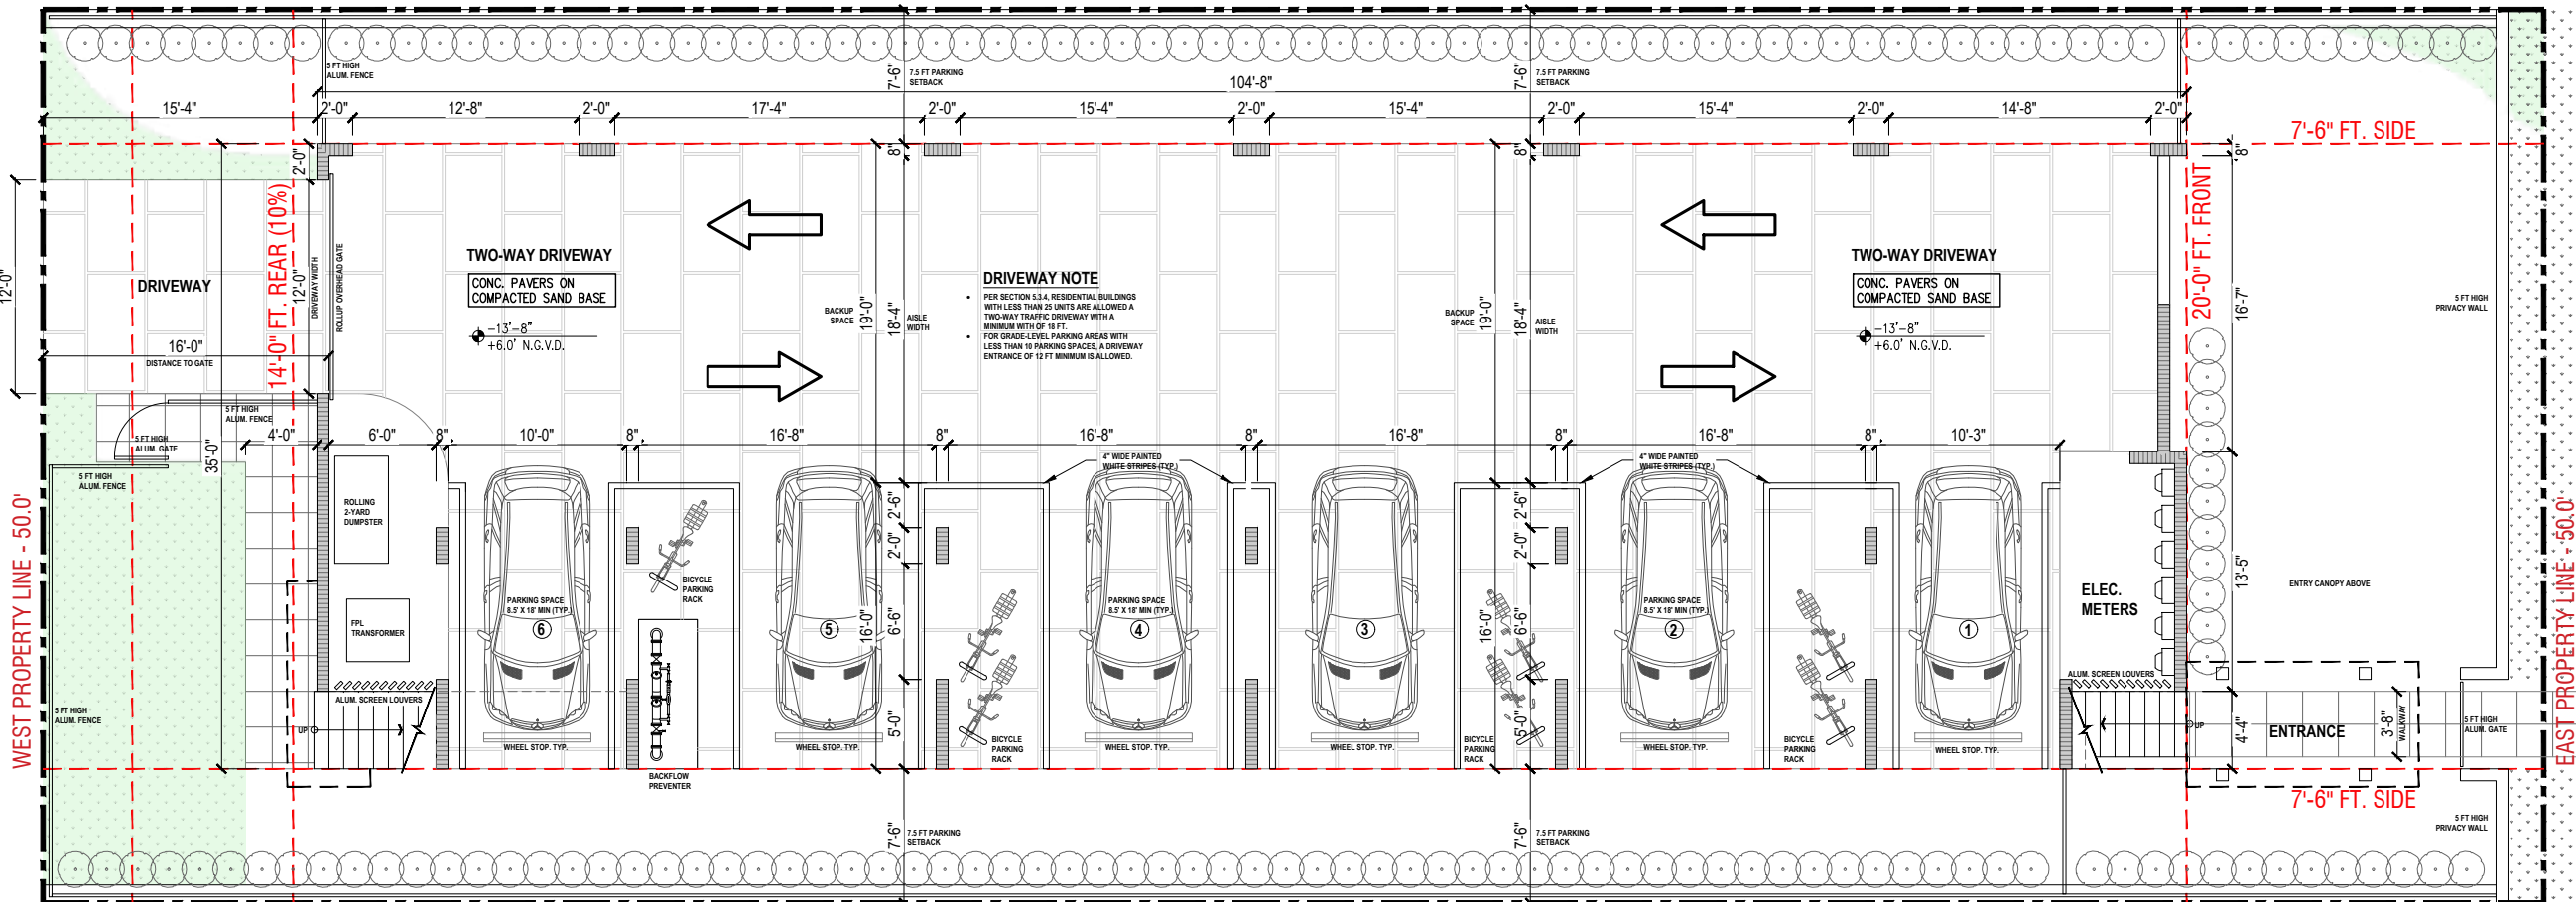 5 FT HIGH
ALUM. FENCE
7'-6"
7.5 FT PARKING
SETBACK
104'-8"
7'-6"
7.5 FT PARKING
SETBACK
15'-4"
2'-0"
12'-8"
2'-0"
17'-4"
2'-0"
15'-4"
2'-0"
15'-4"
2'-0"
15'-4"
2'-0"
14'-8"
2'-0"
7'-6" FT. SIDE
2'-0"
8"
8"
8"
12'-0"
DRIVEWAY
14'-0" FT. REAR (10%)
12'-0"
DRIVEWAY WIDTH
ROLLUP OVERHEAD GATE
TWO-WAY DRIVEWAY
CONC. PAVERS ON
COMPACTED SAND BASE
-13'-8"
+6.0' N.G.V.D.
BACKUP
SPACE
19'-0"
18'-4"
AISLE
WIDTH
DRIVEWAY NOTE
• PER SECTION 5.3.4, RESIDENTIAL BUILDINGS
WITH LESS THAN 25 UNITS ARE ALLOWED A
TWO-WAY TRAFFIC DRIVEWAY WITH A
MINIMUM WITH OF 18 FT.
• FOR GRADE-LEVEL PARKING AREAS WITH
LESS THAN 10 PARKING SPACES, A DRIVEWAY
ENTRANCE OF 12 FT MINIMUM IS ALLOWED.
BACKUP
SPACE
19'-0"
18'-4"
AISLE
WIDTH
TWO-WAY DRIVEWAY
CONC. PAVERS ON
COMPACTED SAND BASE
-13'-8"
+6.0' N.G.V.D.
20'-0" FT. FRONT
16'-7"
5 FT HIGH
PRIVACY WALL
16'-0"
DISTANCE TO GATE
5 FT HIGH
ALUM. FENCE
5 FT HIGH
ALUM. GATE
4'-0"
35'-0"
6'-0"
8"
10'-0"
8"
16'-8"
8"
16'-8"
8"
16'-8"
8"
16'-8"
8"
10'-3"
5 FT HIGH
ALUM. FENCE
4" WIDE PAINTED
WHITE STRIPES (TYP.)
4" WIDE PAINTED
WHITE STRIPES (TYP.)
WEST PROPERTY LINE - 50.0'
ROLLING
2-YARD
DUMPSTER
FPL
TRANSFORMER
PARKING SPACE
8.5' X 18' MIN (TYP.)
6
BICYCLE
PARKING
RACK
5
16'-0"
2'-6"
2'-0"
6'-6"
5'-0"
PARKING SPACE
8.5' X 18' MIN (TYP.)
4
3
16'-0"
2'-6"
2'-0"
6'-6"
5'-0"
PARKING SPACE
8.5' X 18' MIN (TYP.)
2
1
ELEC.
METERS
13'-5"
ENTRY CANOPY ABOVE
EAST PROPERTY LINE - 50.0'
5 FT HIGH
ALUM. FENCE
ALUM. SCREEN LOUVERS
UP
WHEEL STOP. TYP.
BACKFLOW
PREVENTER
WHEEL STOP. TYP.
BICYCLE
PARKING
RACK
WHEEL STOP. TYP.
WHEEL STOP. TYP.
BICYCLE
PARKING
RACK
WHEEL STOP. TYP.
BICYCLE
PARKING
RACK
WHEEL STOP. TYP.
ALUM. SCREEN LOUVERS
UP
4'-4"
ENTRANCE
3'-8"
WALKWAY
5 FT HIGH
ALUM. GATE
7'-6" FT. SIDE
7'-6"
7.5 FT PARKING
SETBACK
7'-6"
7.5 FT PARKING
SETBACK
5 FT HIGH
PRIVACY WALL